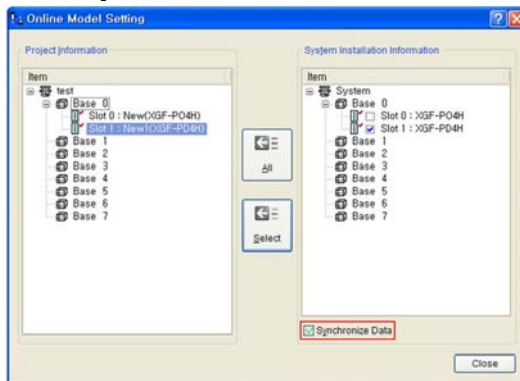 Online Model Setting
Project Information
Item
test
Base 0
Slot 0 : New(XGF-PO4H)
Slot 1 : New1(XGF-PD4H)
Base 1
Base 2
Base 3
Base 4
Base 5
Base 6
Base 7
All
Select
System Installation Information
Item
System
Base 0
Slot 0 : XGF-PO4H
Slot 1 : XGF-PD4H
Base 1
Base 2
Base 3
Base 4
Base 5
Base 6
Base 7
Synchronize Data
Close